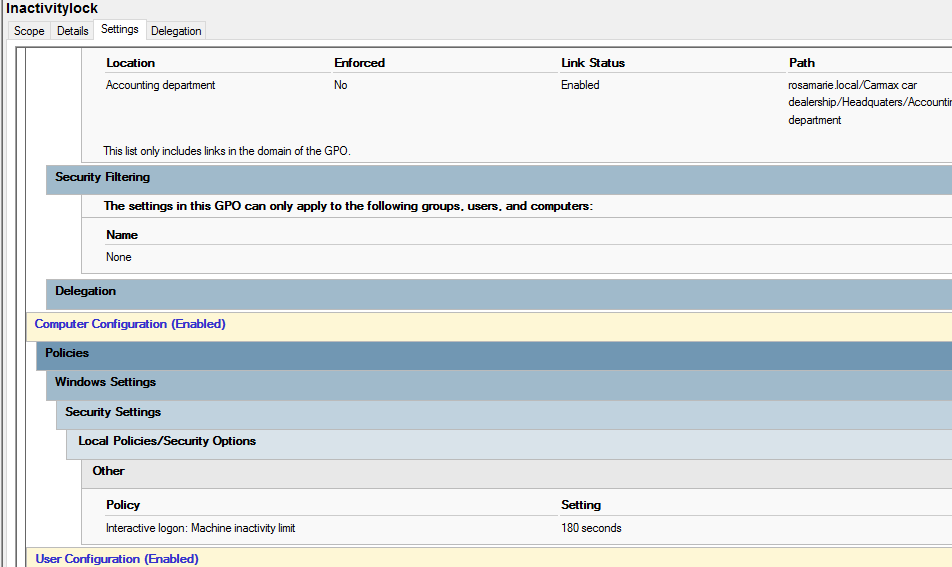 Inactivitylock
Scope Details Settings Delegation
Location Enforced Link Status Path
Accounting department No Enabled rosamarie.local/Carmax car
dealership/Headquaters/Accountin
department
This list only includes links in the domain of the GPO.
Security Filtering
The settings in this GPO can only apply to the following groups, users, and computers:
Name
None
Delegation
Computer Configuration (Enabled)
Policies
Windows Settings
Security Settings
Local Policies/Security Options
Other
Policy Setting
Interactive logon: Machine inactivity limit 180 seconds
User Configuration (Enabled)